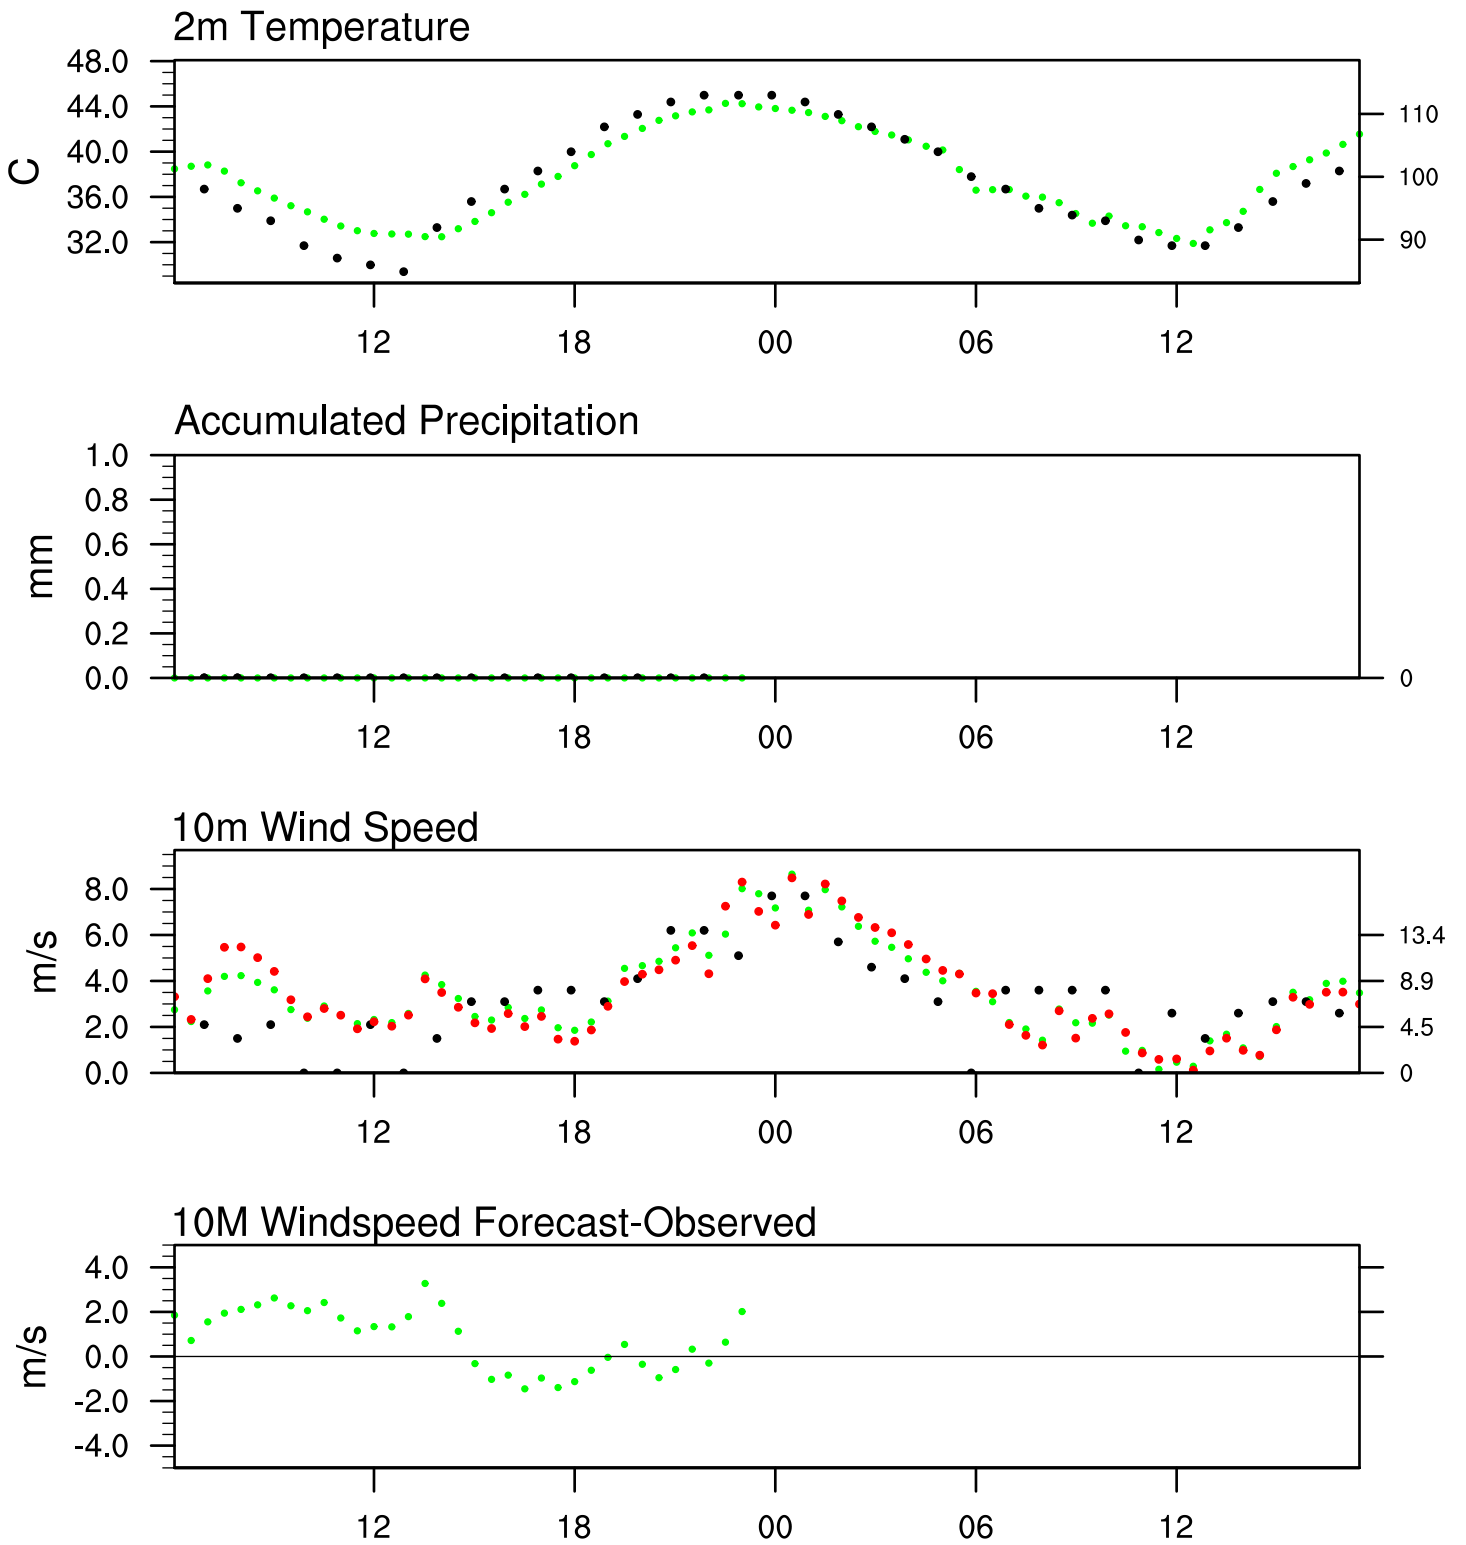 2m Temperature
48.0
44.0
40.0
36.0
32.0
C
110
100
90
12 18 00 06 12
Accumulated Precipitation
1.0
0.8
0.6
0.4
0.2
0.0
mm
0
12 18 00 06 12
10m Wind Speed
8.0
6.0
4.0
2.0
0.0
m/s
13.4
8.9
4.5
0
12 18 00 06 12
10M Windspeed Forecast-Observed
4.0
2.0
0.0
-2.0
-4.0
m/s
12 18 00 06 12